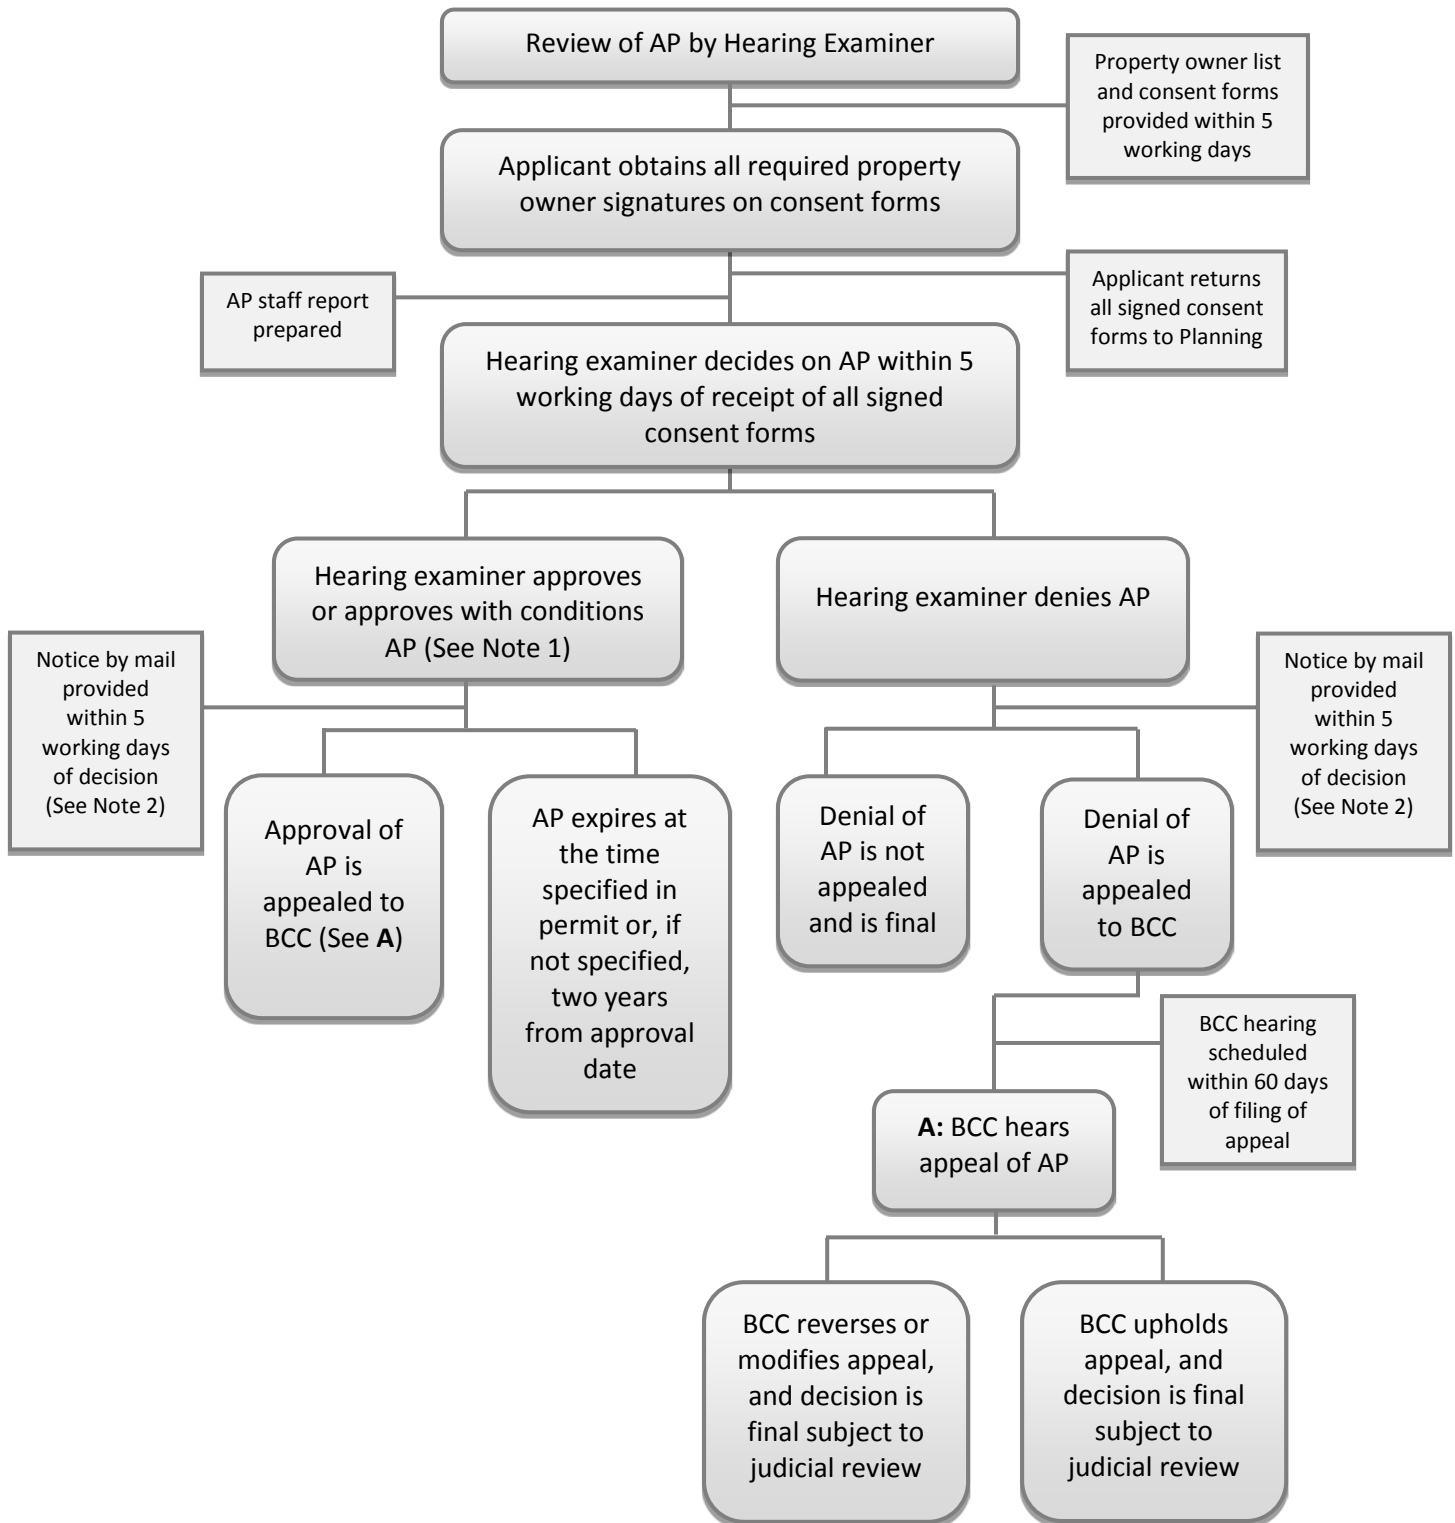 Review of AP by Hearing Examiner
Property owner list
and consent forms
provided within 5
working days
Applicant obtains all required property
owner signatures on consent forms
AP staff report
prepared
Applicant returns
all signed consent
forms to Planning
Hearing examiner decides on AP within 5
working days of receipt of all signed
consent forms
Hearing examiner approves
or approves with conditions
AP (See Note 1)
Hearing examiner denies AP
Notice by mail
provided
within 5
working days
of decision
(See Note 2)
Notice by mail
provided
within 5
working days
of decision
(See Note 2)
Approval of
AP is
appealed to
BCC (See A)
AP expires at
the time
specified in
permit or, if
not specified,
two years
from approval
date
Denial of
AP is not
appealed
and is final
Denial of
AP is
appealed
to BCC
BCC hearing
scheduled
within 60 days
of filing of
appeal
A: BCC hears
appeal of AP
BCC reverses or
modifies appeal,
and decision is
final subject to
judicial review
BCC upholds
appeal, and
decision is final
subject to
judicial review